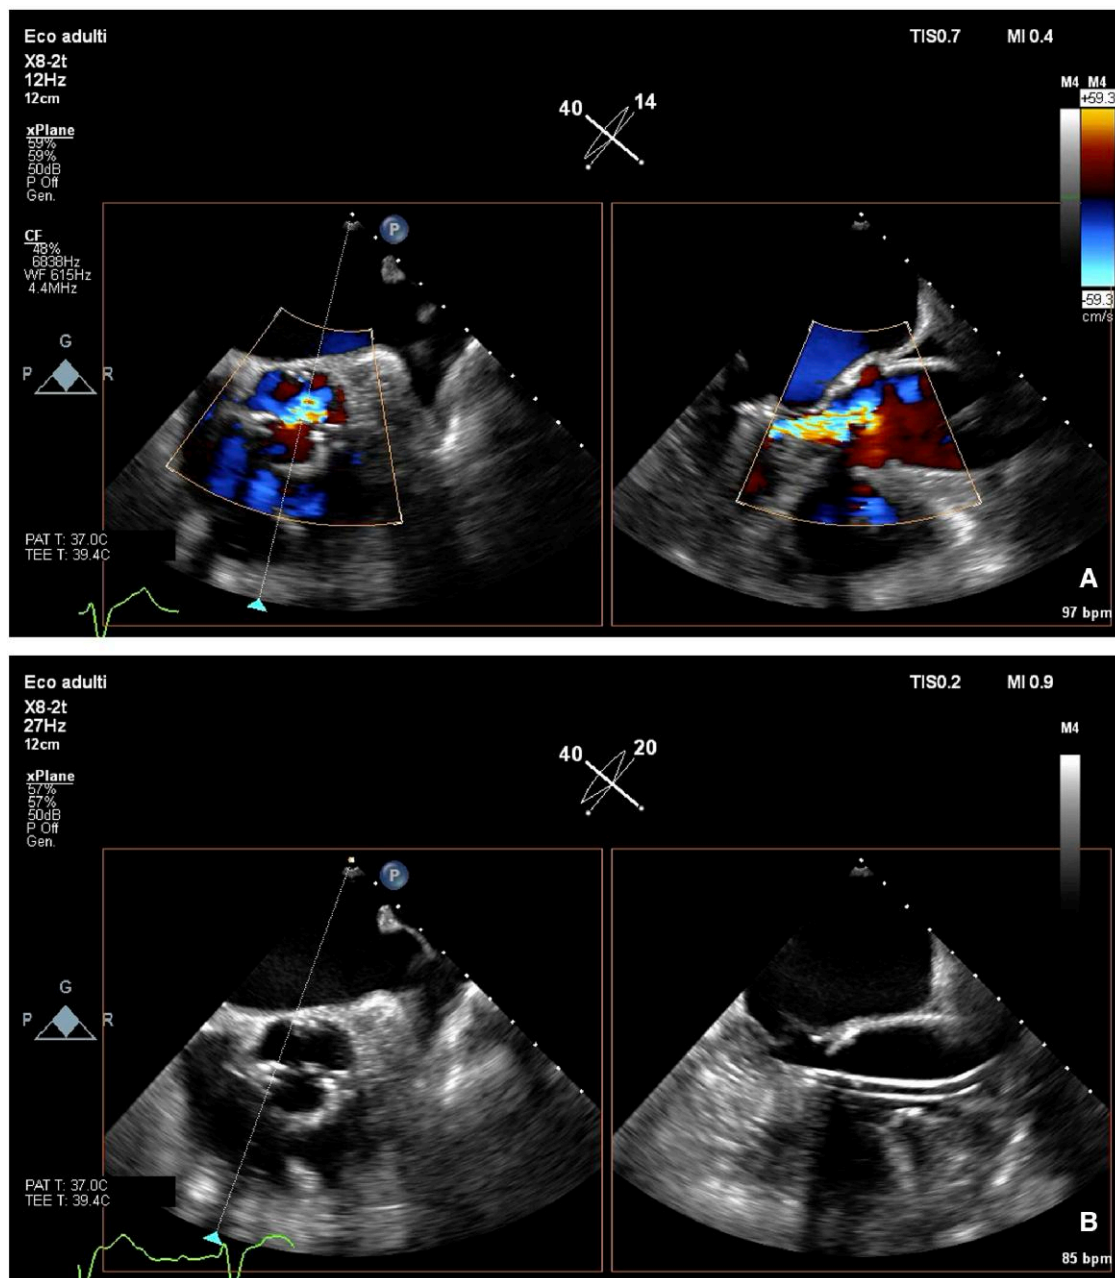 Eco adulti
TIS0.7 MI 0.4
X8-2t
12Hz
12cm
M4 M4
+59.3
40 14
xPlane
59%
59%
50dB
P Off
Gen.
P
CF
48%
6838Hz
WF 615Hz
4.4MHz
-59.3
cm/s
G
P R
PAT T: 37.0C
TEE T: 39.4C
A
97 bpm
Eco adulti
TIS0.2 MI 0.9
X8-2t
27Hz
12cm
M4
40 20
xPlane
57%
57%
50dB
P Off
Gen.
P
G
P R
PAT T: 37.0C
TEE T: 39.4C
B
85 bpm